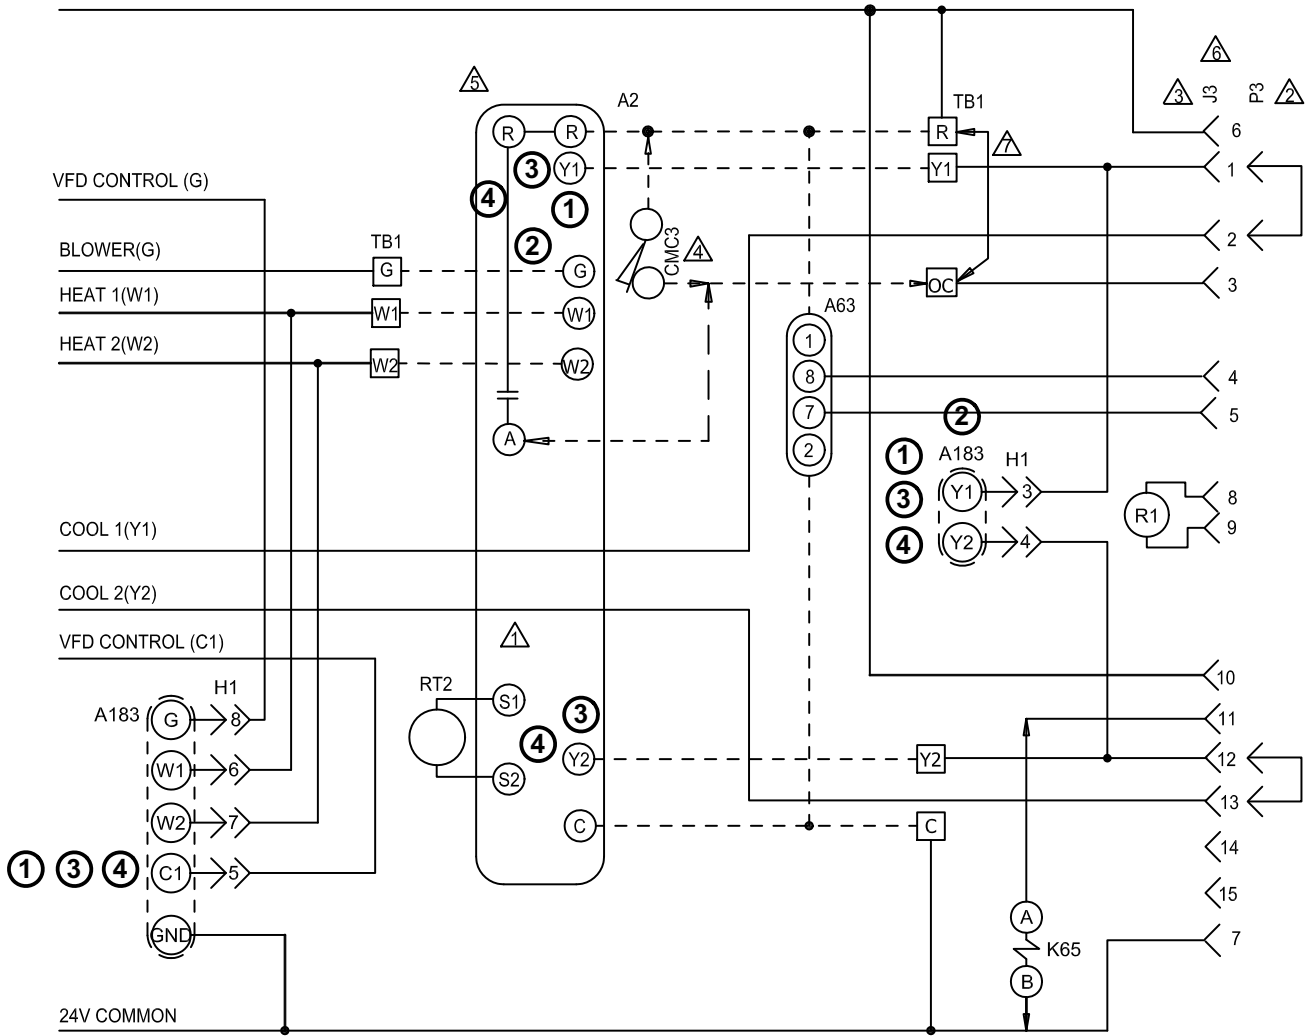 5
A2
TB1
3
J3
6
P3
2
R
R
R
7
6
3
Y1
Y1
1
VFD CONTROL (G)
4
1
2
CMC3
4
2
BLOWER(G)
TB1
G
G
OC
3
HEAT 1(W1)
W1
W1
A63
1
HEAT 2(W2)
W2
W2
8
4
7
5
2
A
2
1
A183
H1
3
Y1
3
8
R1
9
4
Y2
4
COOL 1(Y1)
COOL 2(Y2)
VFD CONTROL (C1)
1
RT2
S1
3
4
Y2
S2
Y2
10
11
12
13
H1
A183
G
8
W1
6
W2
7
C
C
14
1
3
4
C1
5
15
GND
A
K65
B
7
24V COMMON